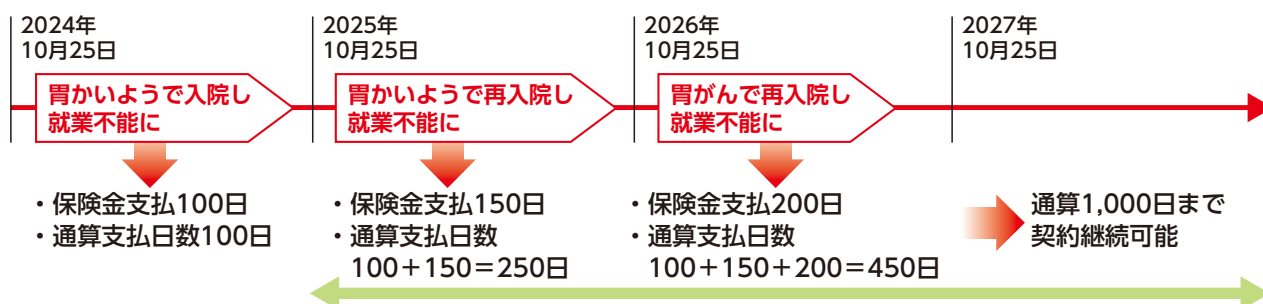 2024年
10月25日
2025年
10月25日
2026年
10月25日
2027年
10月25日
胃かいようで入院し
就業不能に
胃かいようで再入院し
就業不能に
胃がんで再入院し
就業不能に
・保険金支払100日
・通算支払日数100日
・保険金支払150日
・通算支払日数
100＋150＝250日
・保険金支払200日
・通算支払日数
100＋150＋200＝450日
通算1,000日まで
契約継続可能